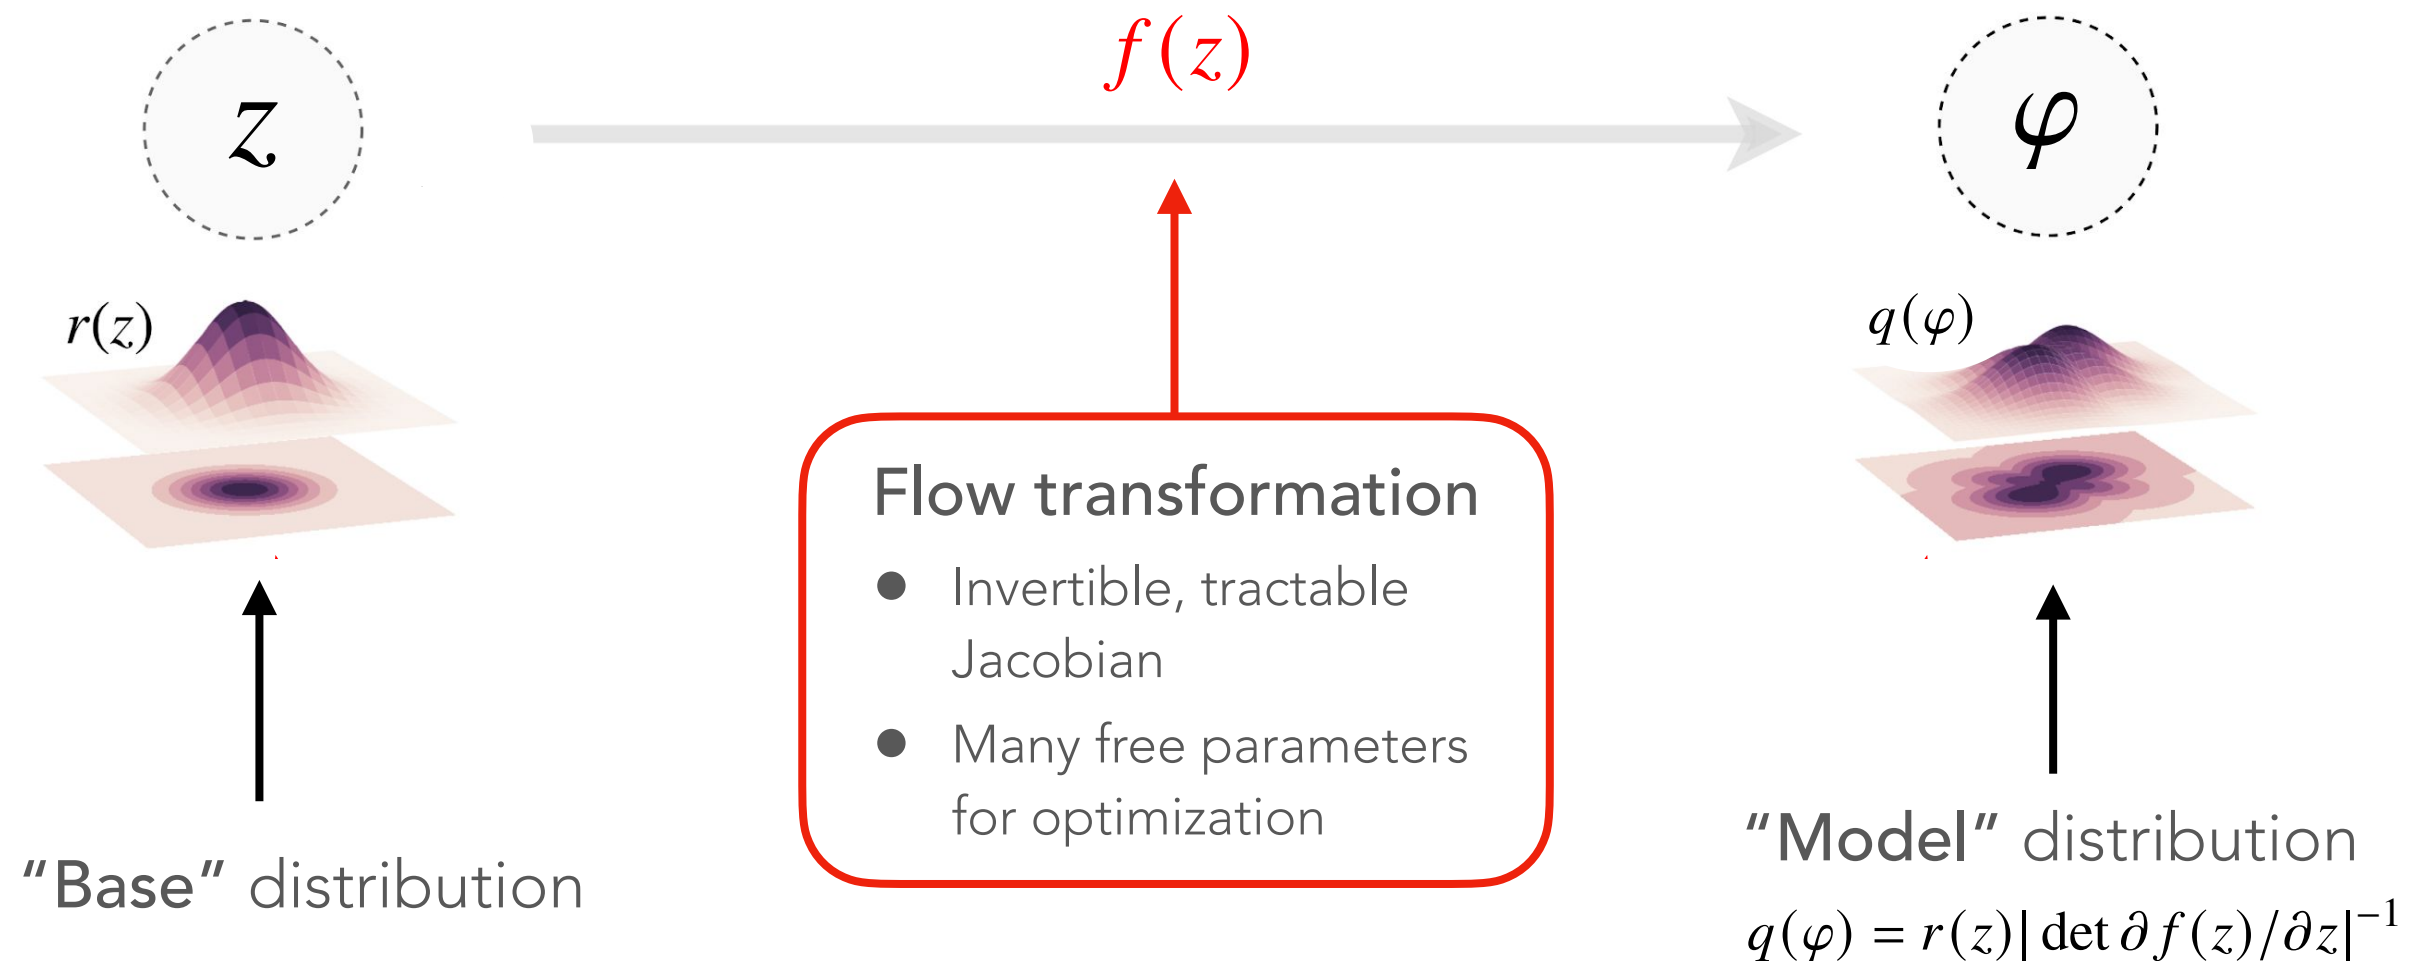 f(z)
z
φ
r(z)
q(φ)
Flow transformation
● Invertible, tractable
Jacobian
● Many free parameters
for optimization
"Base" distribution
"Model" distribution
q(φ) = r(z)| det ∂f(z)/∂z|⁻¹